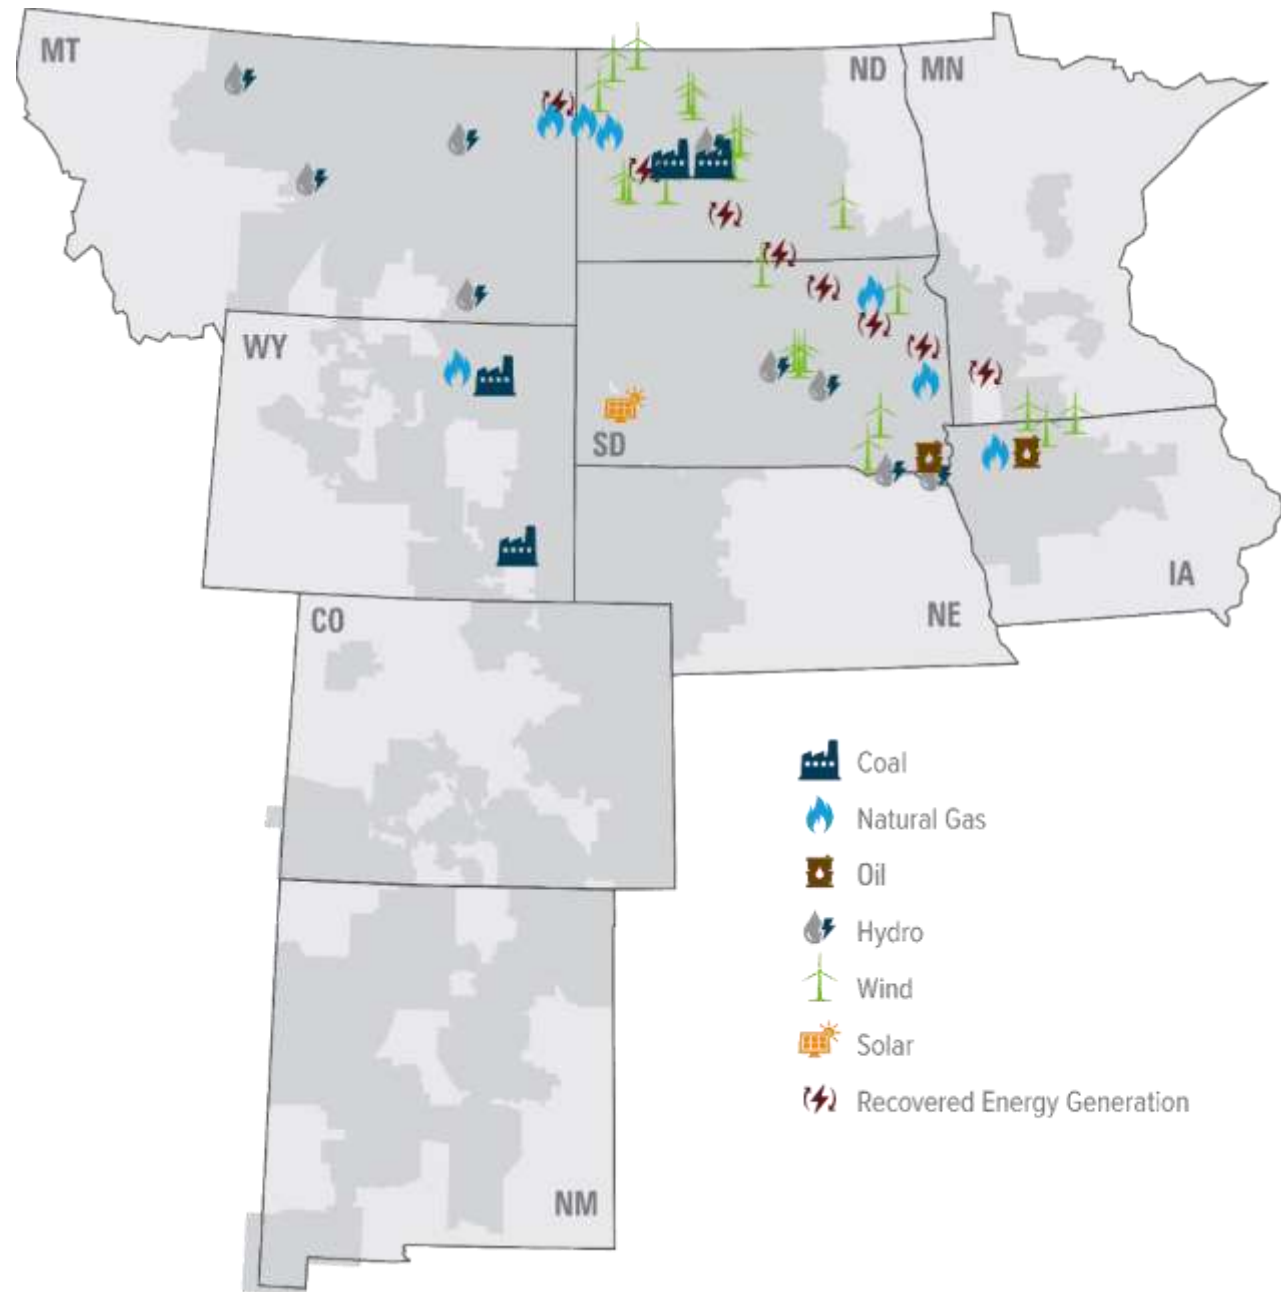 MT
ND
MN
WY
SD
IA
NE
CO
Coal
Natural Gas
Oil
Hydro
Wind
Solar
Recovered Energy Generation
NM